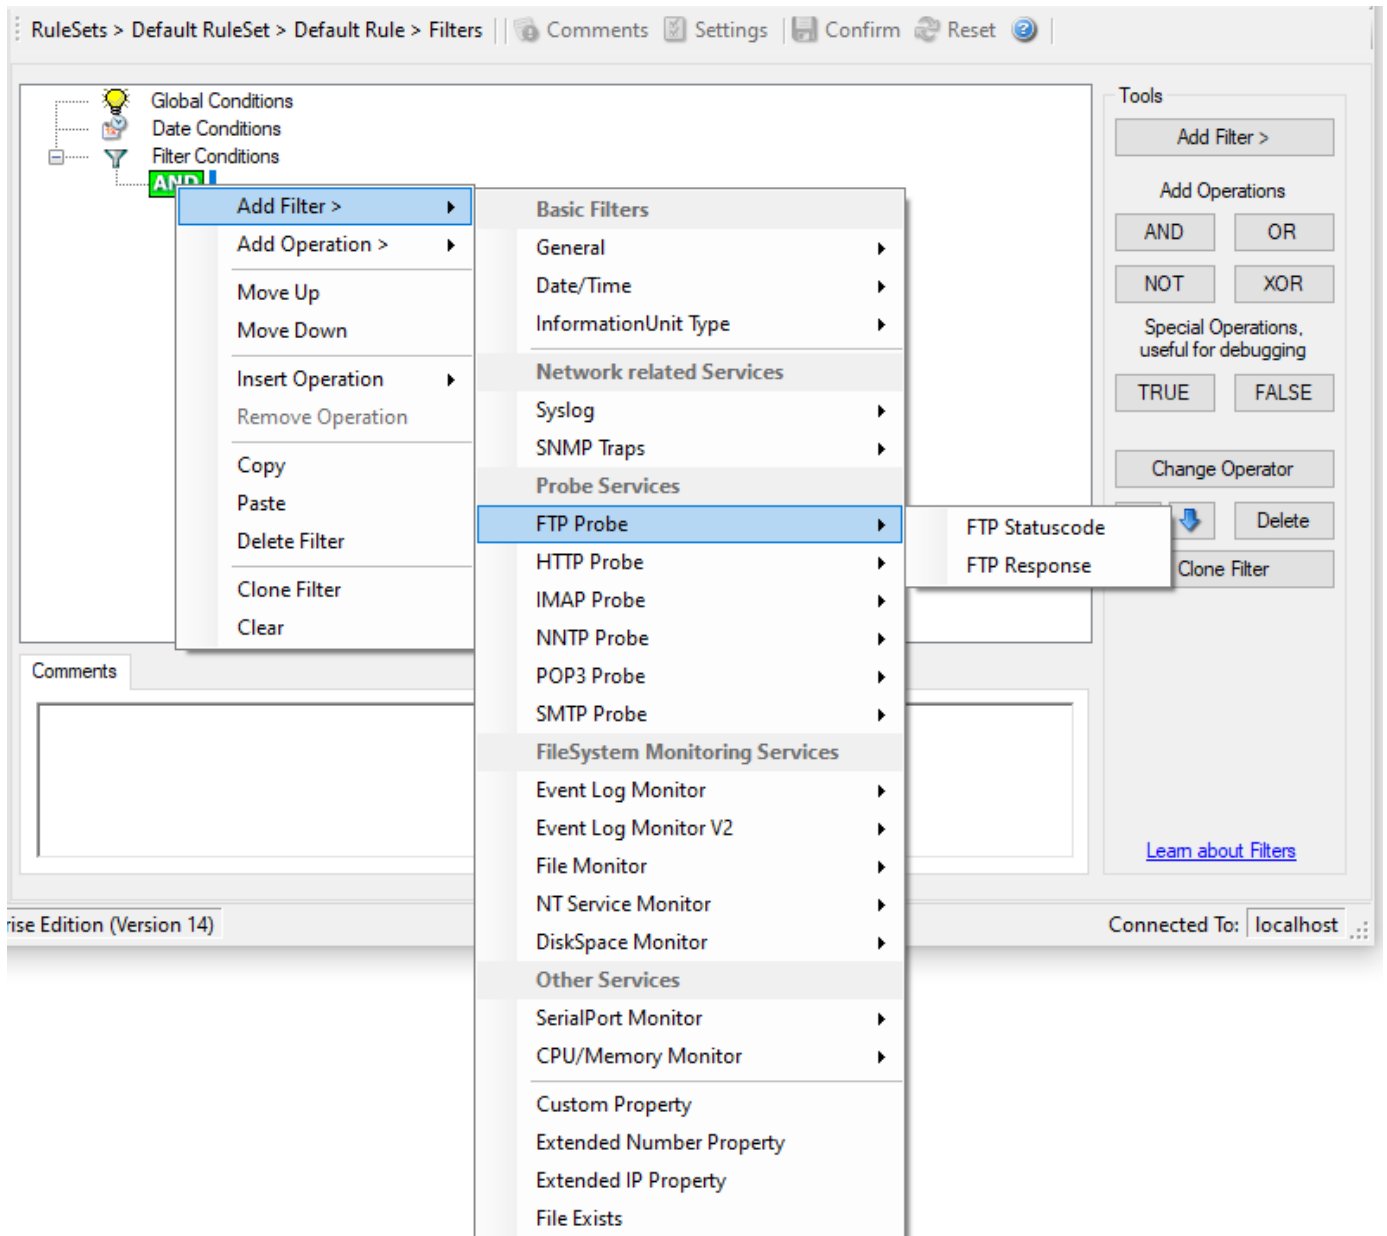 RuleSets > Default RuleSet > Default Rule > Filters Comments Settings Confirm Reset
Global Conditions
Date Conditions
Filter Conditions
AND
Add Filter >
Add Operation >
Move Up
Move Down
Insert Operation
Remove Operation
Copy
Paste
Delete Filter
Clone Filter
Clear
Basic Filters
General
Date/Time
InformationUnit Type
Network related Services
Syslog
SNMP Traps
Probe Services
FTP Probe
HTTP Probe
IMAP Probe
NNTP Probe
POP3 Probe
SMTP Probe
FileSystem Monitoring Services
Event Log Monitor
Event Log Monitor V2
File Monitor
NT Service Monitor
DiskSpace Monitor
Other Services
SerialPort Monitor
CPU/Memory Monitor
Custom Property
Extended Number Property
Extended IP Property
File Exists
FTP Statuscode
FTP Response
Tools
Add Filter >
Add Operations
AND OR
NOT XOR
Special Operations,
useful for debugging
TRUE FALSE
Change Operator
Delete
Clone Filter
Learn about Filters
Comments
rise Edition (Version 14)
Connected To: localhost